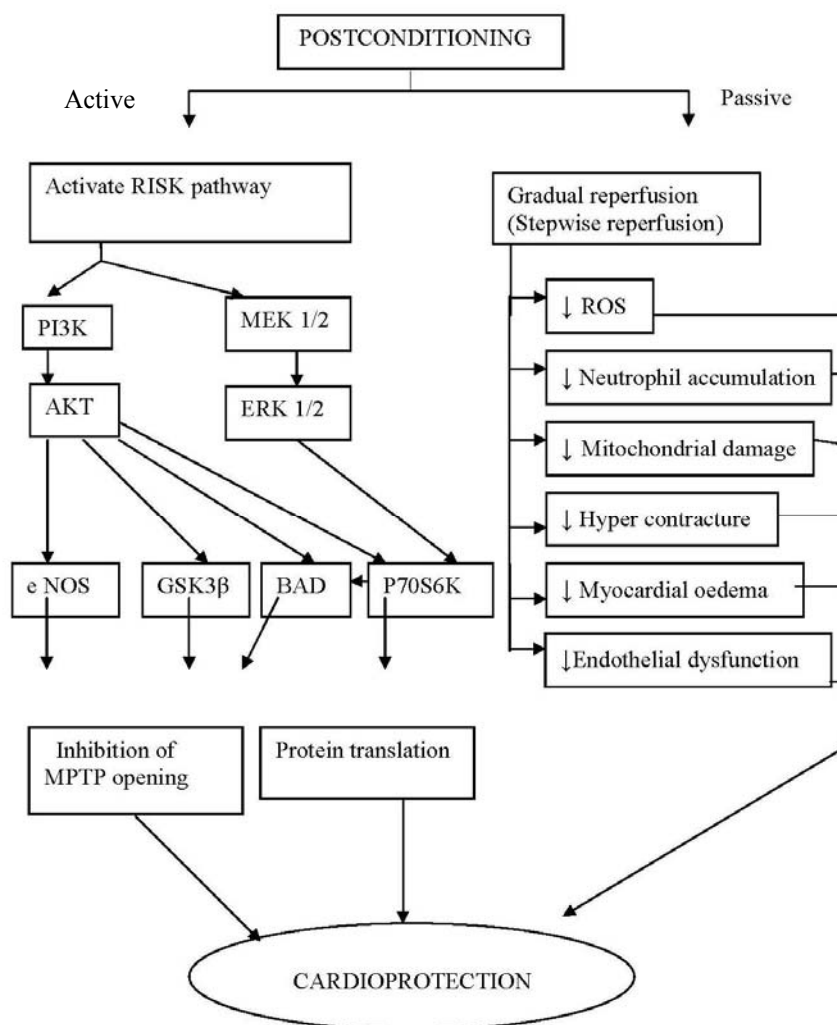 POSTCONDITIONING
Active
Passive
Activate RISK pathway
Gradual reperfusion
(Stepwise reperfusion)
PI3K
MEK 1/2
↓ ROS
AKT
ERK 1/2
↓ Neutrophil accumulation
↓ Mitochondrial damage
↓ Hyper contracture
e NOS
GSK3β
BAD
P70S6K
↓ Myocardial oedema
↓Endothelial dysfunction
Inhibition of
MPTP opening
Protein translation
CARDIOPROTECTION